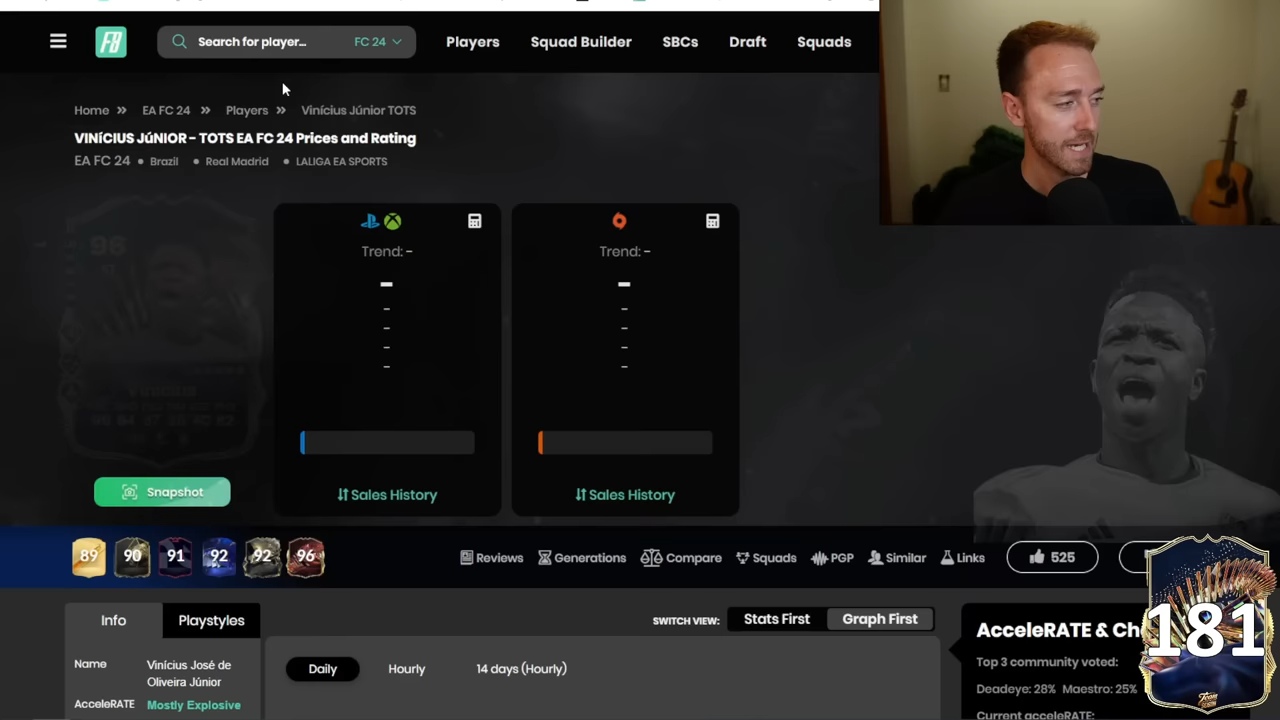 FB
Search for player...
FC 24
Players
Squad Builder
SBCs
Draft
Squads
Home » EA FC 24 » Players » Vinícius Júnior TOTS
VINíCIUS JúNIOR - TOTS EA FC 24 Prices and Rating
EA FC 24 • Brazil • Real Madrid • LALIGA EA SPORTS
Trend: -
-
-
-
-
-
Sales History
Trend: -
-
-
-
-
-
Sales History
96
Snapshot
89
90
91
92
92
96
Reviews
Generations
Compare
Squads
PGP
Similar
Links
525
Info
Playstyles
SWITCH VIEW:
Stats First
Graph First
Name
Vinícius José de
Oliveira Júnior
AcceleRATE
Mostly Explosive
Daily
Hourly
14 days (Hourly)
AcceleRATE & Ch
Top 3 community voted:
Deadeye: 28% Maestro: 25%
Current acceleRATE:
181